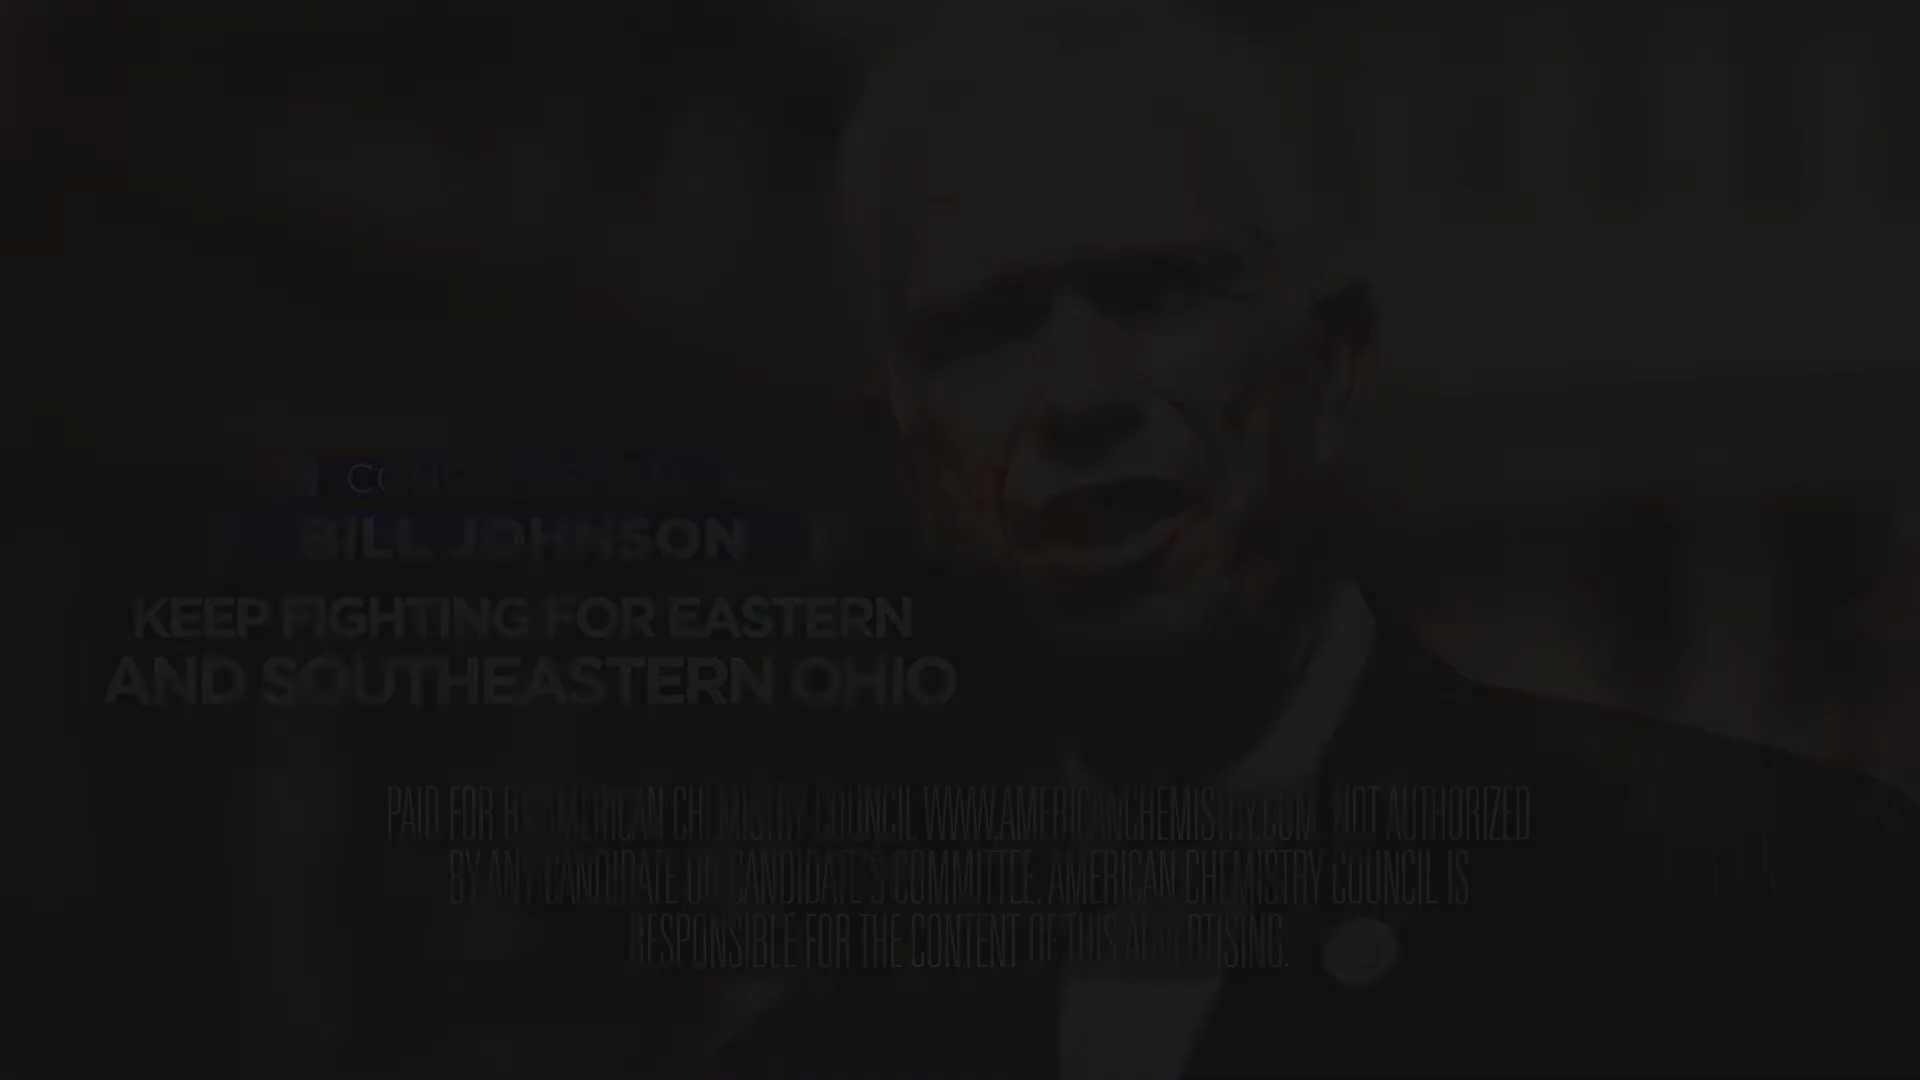 CONGRESSMAN
BILL JOHNSON
KEEP FIGHTING FOR EASTERN
AND SOUTHEASTERN OHIO
PAID FOR BY AMERICAN CHEMISTRY COUNCIL WWW.AMERICANCHEMISTRY.COM. NOT AUTHORIZED
BY ANY CANDIDATE OR CANDIDATE'S COMMITTEE. AMERICAN CHEMISTRY COUNCIL IS
RESPONSIBLE FOR THE CONTENT OF THIS ADVERTISING.